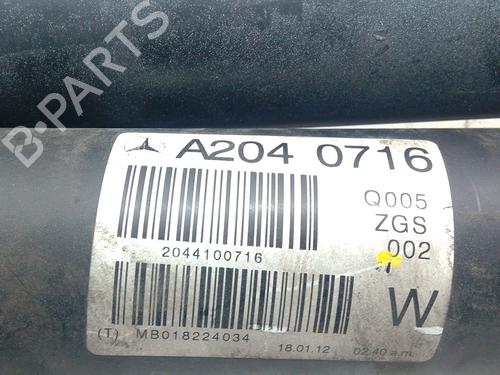 B-PARTS
A204 0716
Q005
ZGS
002
2044100716
W
(T) MB018224034
18.01.12 02.40 a.m.